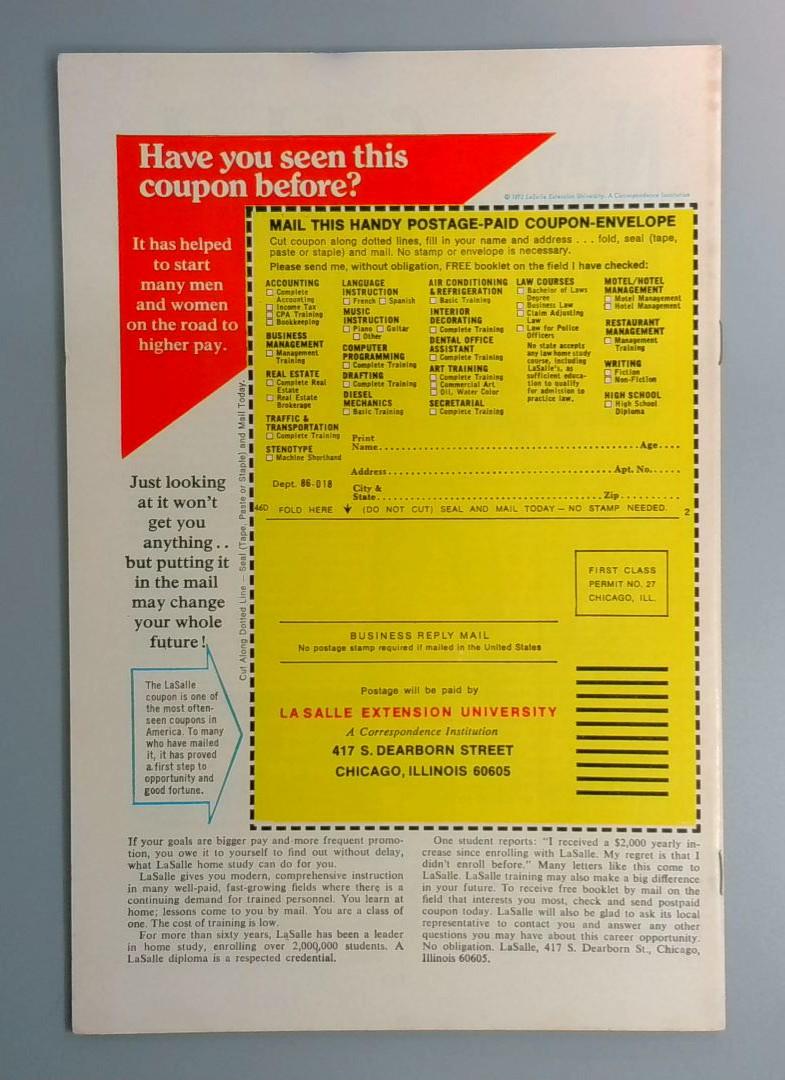 Have you seen this
coupon before?
It has helped
to start
many men
and women
on the road to
higher pay.
Just looking
at it won't
get you
anything . .
but putting it
in the mail
may change
your whole
future!
The LaSalle
coupon is one of
the most often-
seen coupons in
America. To many
who have mailed
it, it has proved
a first step to
opportunity and
good fortune.
© 1972 LaSalle Extension University. A Correspondence Institution
Cut Along Dotted Line — Seal (Tape, Paste or Staple) and Mail Today.
MAIL THIS HANDY POSTAGE-PAID COUPON-ENVELOPE
Cut coupon along dotted lines, fill in your name and address . . . fold, seal (tape,
paste or staple) and mail. No stamp or envelope is necessary.
Please send me, without obligation, FREE booklet on the field I have checked:
ACCOUNTING
☐ Complete
Accounting
☐ Income Tax
☐ CPA Training
☐ Bookkeeping
BUSINESS
MANAGEMENT
☐ Management
Training
REAL ESTATE
☐ Complete Real
Estate
☐ Real Estate
Brokerage
TRAFFIC &
TRANSPORTATION
☐ Complete Training
STENOTYPE
☐ Machine Shorthand
LANGUAGE
INSTRUCTION
☐ French ☐ Spanish
MUSIC
INSTRUCTION
☐ Piano ☐ Guitar
☐ Other
COMPUTER
PROGRAMMING
☐ Complete Training
DRAFTING
☐ Complete Training
DIESEL
MECHANICS
☐ Basic Training
AIR CONDITIONING
& REFRIGERATION
☐ Basic Training
INTERIOR
DECORATING
☐ Complete Training
DENTAL OFFICE
ASSISTANT
☐ Complete Training
ART TRAINING
☐ Complete Training
☐ Commercial Art
☐ Oil, Water Color
SECRETARIAL
☐ Complete Training
LAW COURSES
☐ Bachelor of Laws
Degree
☐ Business Law
☐ Claim Adjusting
Law
☐ Law for Police
Officers
No state accepts
any law home study
course, including
LaSalle's, as
sufficient educa-
tion to qualify
for admission to
practice law.
MOTEL/HOTEL
MANAGEMENT
☐ Motel Management
☐ Hotel Management
RESTAURANT
MANAGEMENT
☐ Management
Training
WRITING
☐ Fiction
☐ Non-Fiction
HIGH SCHOOL
☐ High School
Diploma
Print
Name........................................Age....
Address....................................Apt. No......
Dept. 86-018
City &
State......................................Zip..........
46D FOLD HERE (DO NOT CUT) SEAL AND MAIL TODAY — NO STAMP NEEDED. 2
FIRST CLASS
PERMIT NO. 27
CHICAGO, ILL.
BUSINESS REPLY MAIL
No postage stamp required if mailed in the United States
Postage will be paid by
LA SALLE EXTENSION UNIVERSITY
A Correspondence Institution
417 S. DEARBORN STREET
CHICAGO, ILLINOIS 60605
If your goals are bigger pay and more frequent promo-
tion, you owe it to yourself to find out without delay,
what LaSalle home study can do for you.
LaSalle gives you modern, comprehensive instruction
in many well-paid, fast-growing fields where there is a
continuing demand for trained personnel. You learn at
home; lessons come to you by mail. You are a class of
one. The cost of training is low.
For more than sixty years, LaSalle has been a leader
in home study, enrolling over 2,000,000 students. A
LaSalle diploma is a respected credential.
One student reports: "I received a $2,000 yearly in-
crease since enrolling with LaSalle. My regret is that I
didn't enroll before." Many letters like this come to
LaSalle. LaSalle training may also make a big difference
in your future. To receive free booklet by mail on the
field that interests you most, check and send postpaid
coupon today. LaSalle will also be glad to ask its local
representative to contact you and answer any other
questions you may have about this career opportunity.
No obligation. LaSalle, 417 S. Dearborn St., Chicago,
Illinois 60605.